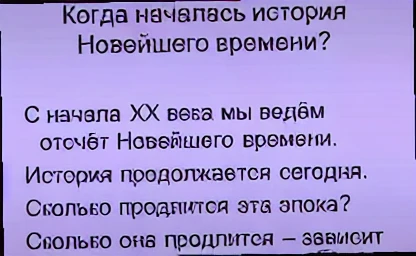 Когда началась история
Новейшего времени?
С начала XX века мы ведём
отсчёт Новейшего времени.
История продолжается сегодня.
Сколько продлится эта эпоха?
Сколько она продлится – зависит